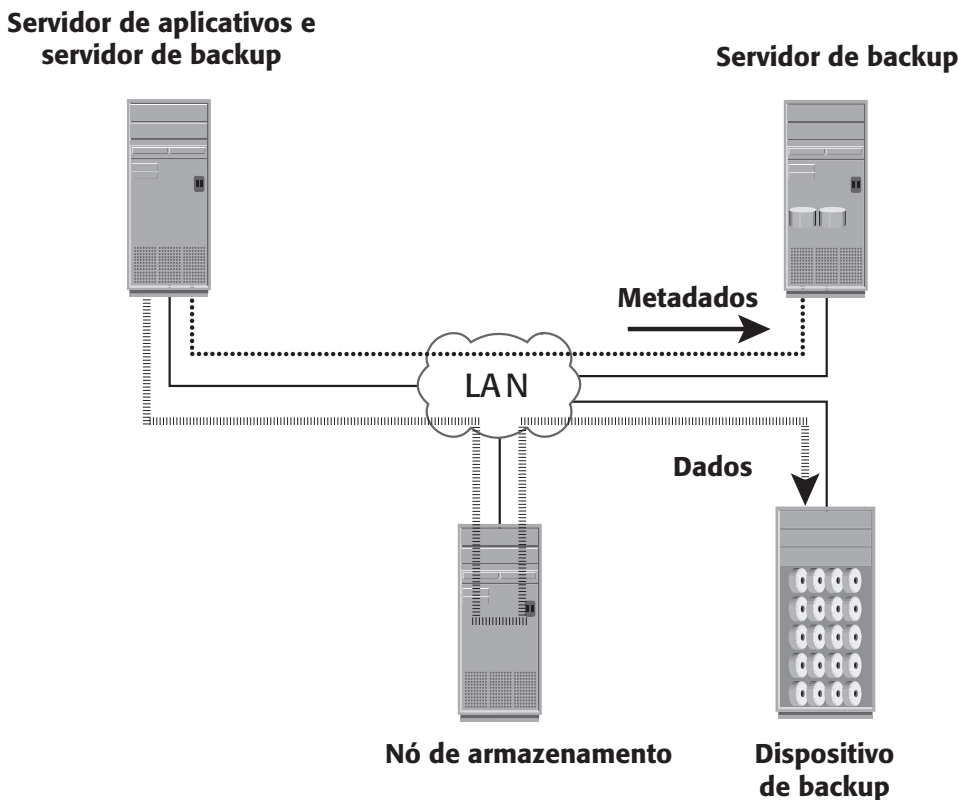 Servidor de aplicativos e
servidor de backup
Servidor de backup
Metadados
LAN
Dados
Nó de armazenamento
Dispositivo
de backup